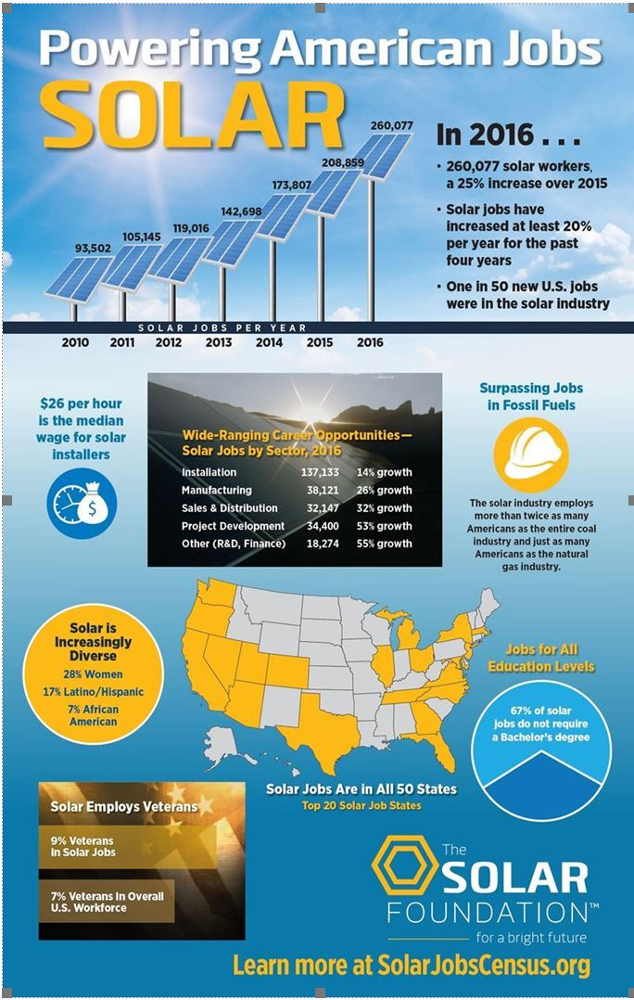 Powering American Jobs
SOLAR
260,077
208,859
173,807
142,698
119,016
105,145
93,502
SOLAR JOBS PER YEAR
2010 2011 2012 2013 2014 2015 2016
In 2016 . . .
• 260,077 solar workers,
a 25% increase over 2015
• Solar jobs have
increased at least 20%
per year for the past
four years
• One in 50 new U.S. jobs
were in the solar industry
$26 per hour
is the median
wage for solar
installers
$
Wide-Ranging Career Opportunities—
Solar Jobs by Sector, 2016
Installation 137,133 14% growth
Manufacturing 38,121 26% growth
Sales & Distribution 32,147 32% growth
Project Development 34,400 53% growth
Other (R&D, Finance) 18,274 55% growth
Surpassing Jobs
in Fossil Fuels
The solar industry employs
more than twice as many
Americans as the entire coal
industry and just as many
Americans as the natural
gas industry.
Solar is
Increasingly
Diverse
28% Women
17% Latino/Hispanic
7% African
American
Solar Jobs Are in All 50 States
Top 20 Solar Job States
Jobs for All
Education Levels
67% of solar
jobs do not require
a Bachelor's degree
Solar Employs Veterans
9% Veterans
In Solar Jobs
7% Veterans In Overall
U.S. Workforce
The
SOLAR
FOUNDATION™
for a bright future
Learn more at SolarJobsCensus.org